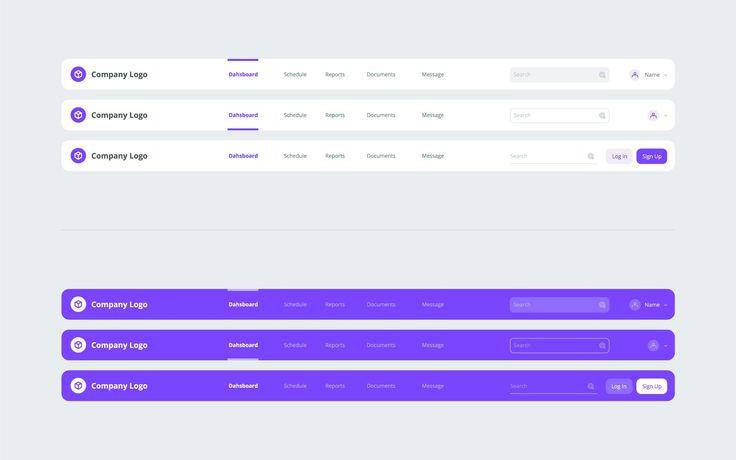 Company Logo Dahsboard Schedule Reports Documents Message Search Name
Company Logo Dahsboard Schedule Reports Documents Message Search
Company Logo Dahsboard Schedule Reports Documents Message Search Log In Sign Up
Company Logo Dahsboard Schedule Reports Documents Message Search Name
Company Logo Dahsboard Schedule Reports Documents Message Search
Company Logo Dahsboard Schedule Reports Documents Message Search Log In Sign Up